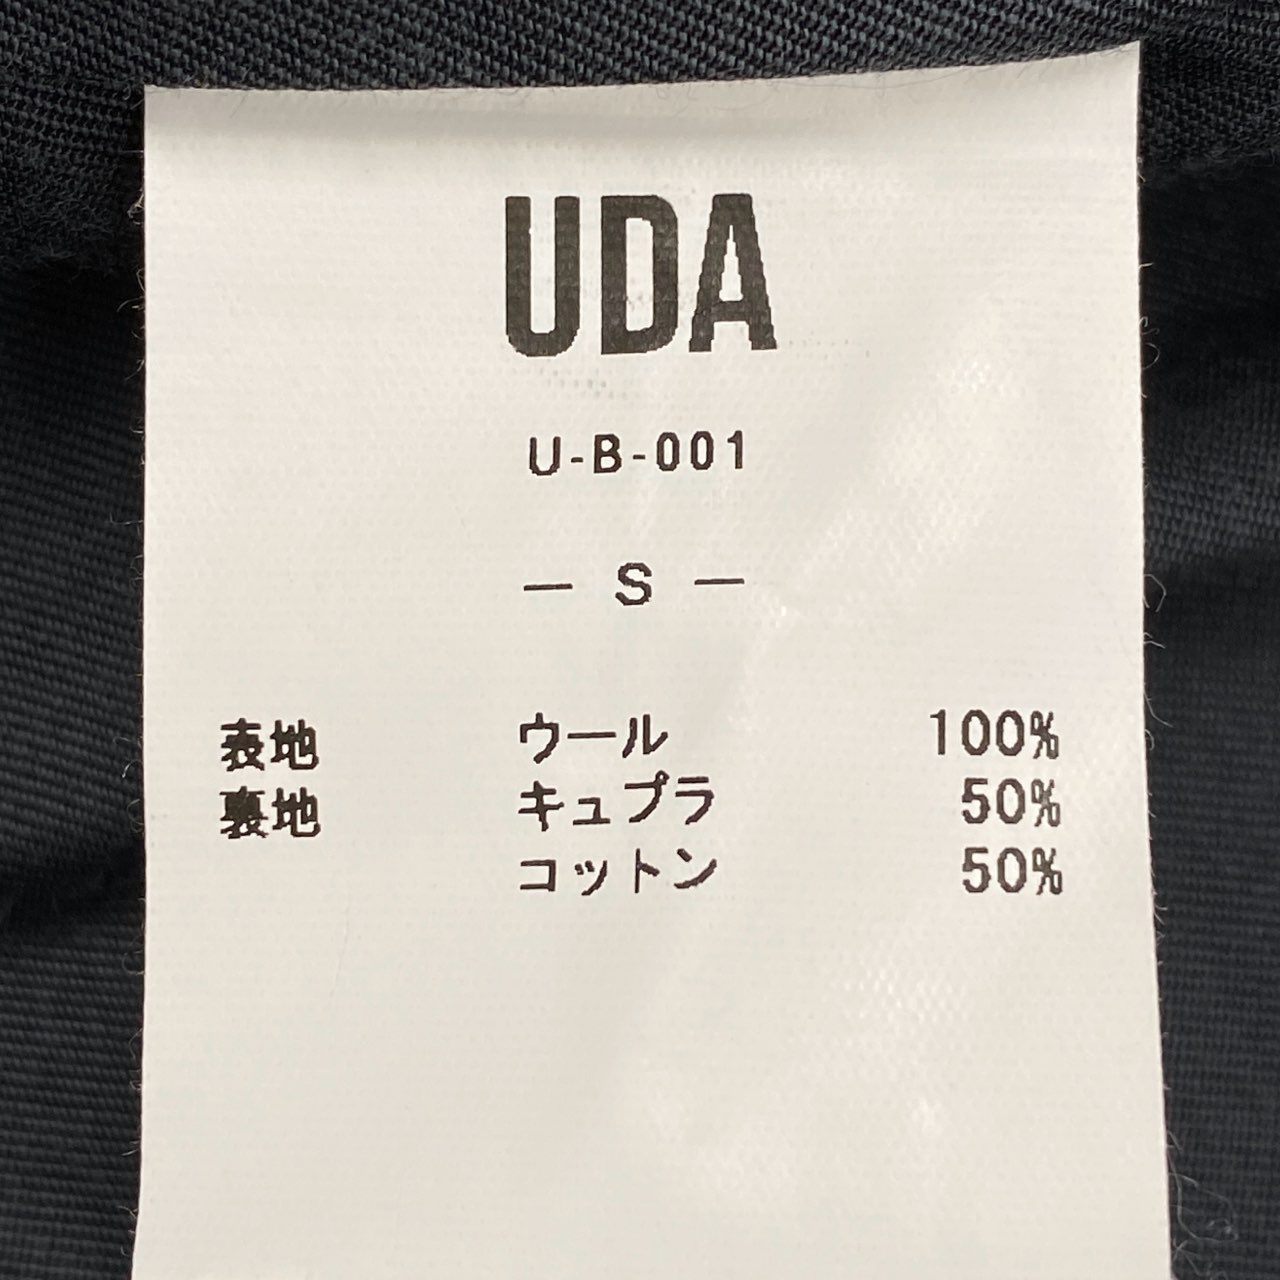 UDA
U-B-001
— S —
表地 ウール 100%
裏地 キュプラ 50%
コットン 50%